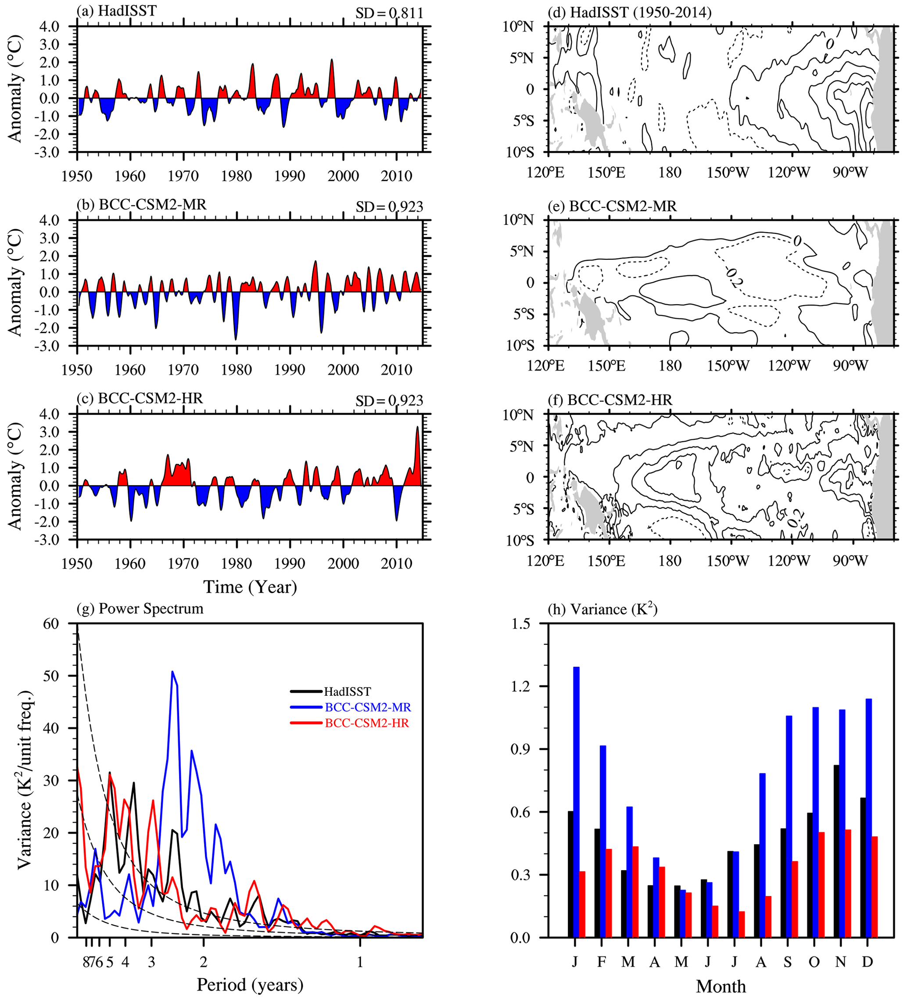 (a) HadISST
SD = 0.811
4.0
3.0
2.0
1.0
0.0
-1.0
-2.0
-3.0
Anomaly (°C)
1950 1960 1970 1980 1990 2000 2010
(d) HadISST (1950-2014)
10°N
5°N
0
5°S
10°S
0
120°E 150°E 180 150°W 120°W 90°W
(b) BCC-CSM2-MR
SD = 0.923
4.0
3.0
2.0
1.0
0.0
-1.0
-2.0
-3.0
Anomaly (°C)
1950 1960 1970 1980 1990 2000 2010
(e) BCC-CSM2-MR
10°N
5°N
0
5°S
10°S
0
-0.2
120°E 150°E 180 150°W 120°W 90°W
(c) BCC-CSM2-HR
SD = 0.923
4.0
3.0
2.0
1.0
0.0
-1.0
-2.0
-3.0
Anomaly (°C)
1950 1960 1970 1980 1990 2000 2010
Time (Year)
(f) BCC-CSM2-HR
10°N
5°N
0
5°S
10°S
0.2
120°E 150°E 180 150°W 120°W 90°W
(g) Power Spectrum
60
50
40
30
20
10
0
Variance (K²/unit freq.)
HadISST
BCC-CSM2-MR
BCC-CSM2-HR
8 7 6 5 4 3 2 1
Period (years)
(h) Variance (K²)
1.5
1.2
0.9
0.6
0.3
0.0
J F M A M J J A S O N D
Month